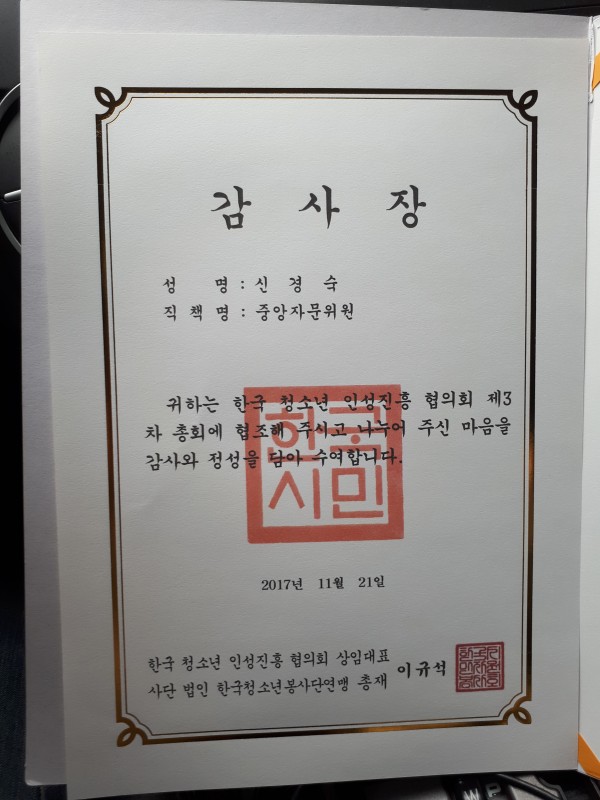 감 사 장
성 명 : 신 경 숙
직 책 명 : 중앙자문위원
귀하는 한국 청소년 인성진흥 협의회 제3
차 총회에 협조해 주시고 나누어 주신 마음을
감사와 정성을 담아 수여합니다.
한국
시민
2017년 11월 21일
한국 청소년 인성진흥 협의회 상임대표
사단 법인 한국청소년봉사단연맹 총재
이규석
W P